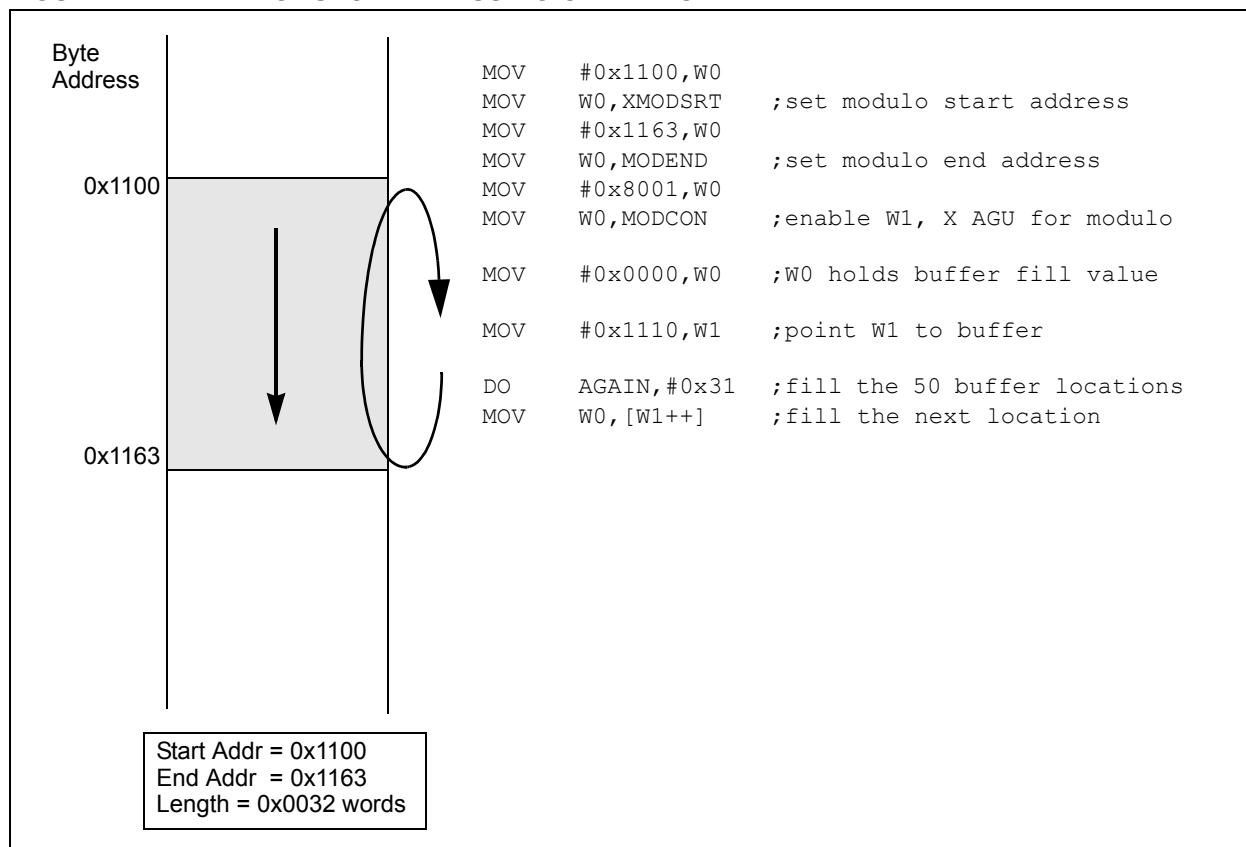 Byte
Address
0x1100
0x1163
MOV #0x1100,W0
MOV W0,XMODSRT ;set modulo start address
MOV #0x1163,W0
MOV W0,MODEND ;set modulo end address
MOV #0x8001,W0
MOV W0,MODCON ;enable W1, X AGU for modulo
MOV #0x0000,W0 ;W0 holds buffer fill value
MOV #0x1110,W1 ;point W1 to buffer
DO AGAIN,#0x31 ;fill the 50 buffer locations
MOV W0,[W1++] ;fill the next location
Start Addr = 0x1100
End Addr = 0x1163
Length = 0x0032 words